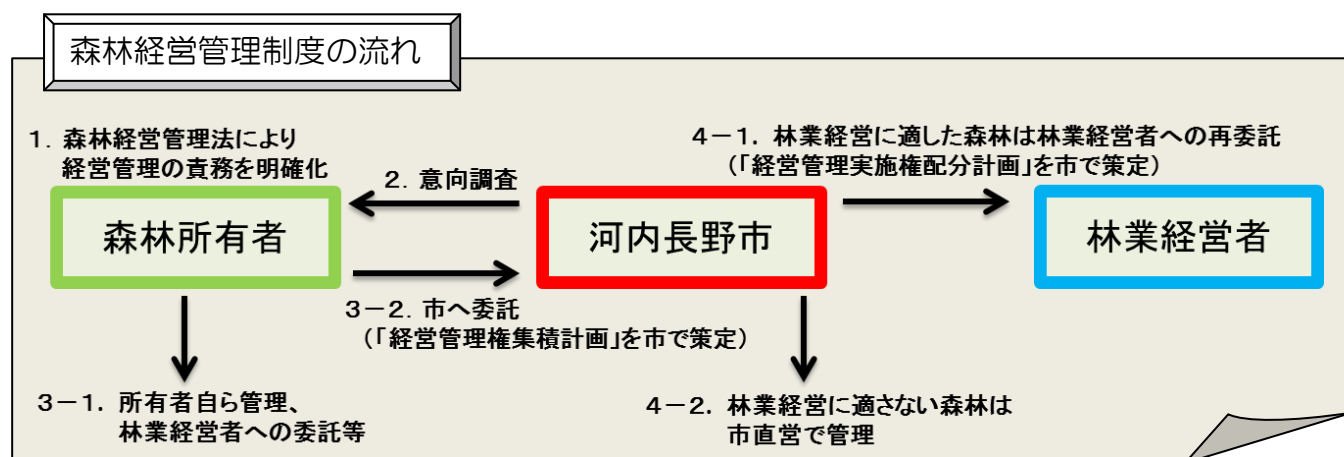 森林経営管理制度の流れ
1．森林経営管理法により
経営管理の責務を明確化
2．意向調査
4－1．林業経営に適した森林は林業経営者への再委託
（「経営管理実施権配分計画」を市で策定）
森林所有者
河内長野市
林業経営者
3－2．市へ委託
（「経営管理権集積計画」を市で策定）
3－1．所有者自ら管理、
林業経営者への委託等
4－2．林業経営に適さない森林は
市直営で管理